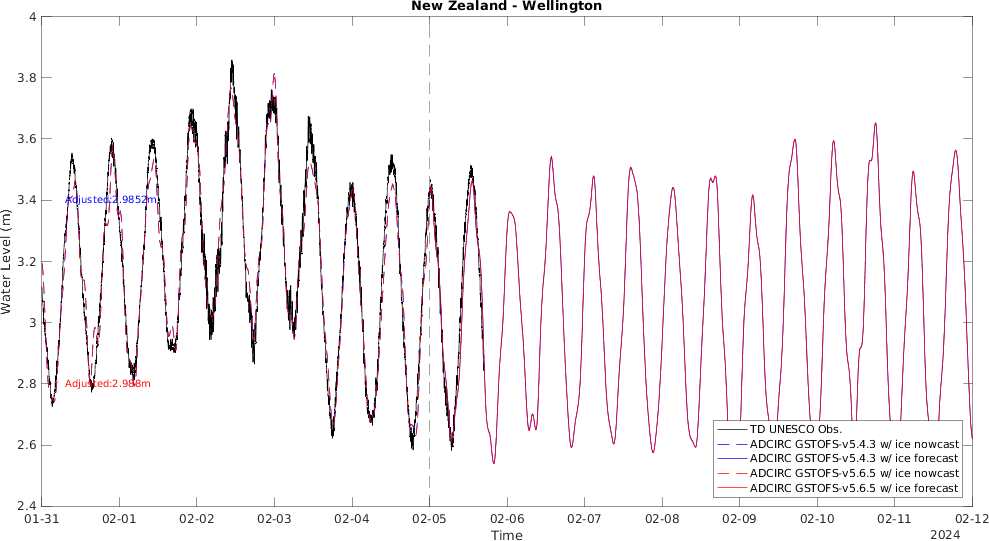 New Zealand - Wellington
4
3.8
3.6
3.4
3.2
3
2.8
2.6
2.4
Water Level (m)
Adjusted:2.9852m
Adjusted:2.988m
TD UNESCO Obs.
ADCIRC GSTOFS-v5.4.3 w/ ice nowcast
ADCIRC GSTOFS-v5.4.3 w/ ice forecast
ADCIRC GSTOFS-v5.6.5 w/ ice nowcast
ADCIRC GSTOFS-v5.6.5 w/ ice forecast
01-31 02-01 02-02 02-03 02-04 02-05 02-06 02-07 02-08 02-09 02-10 02-11 02-12
Time
2024